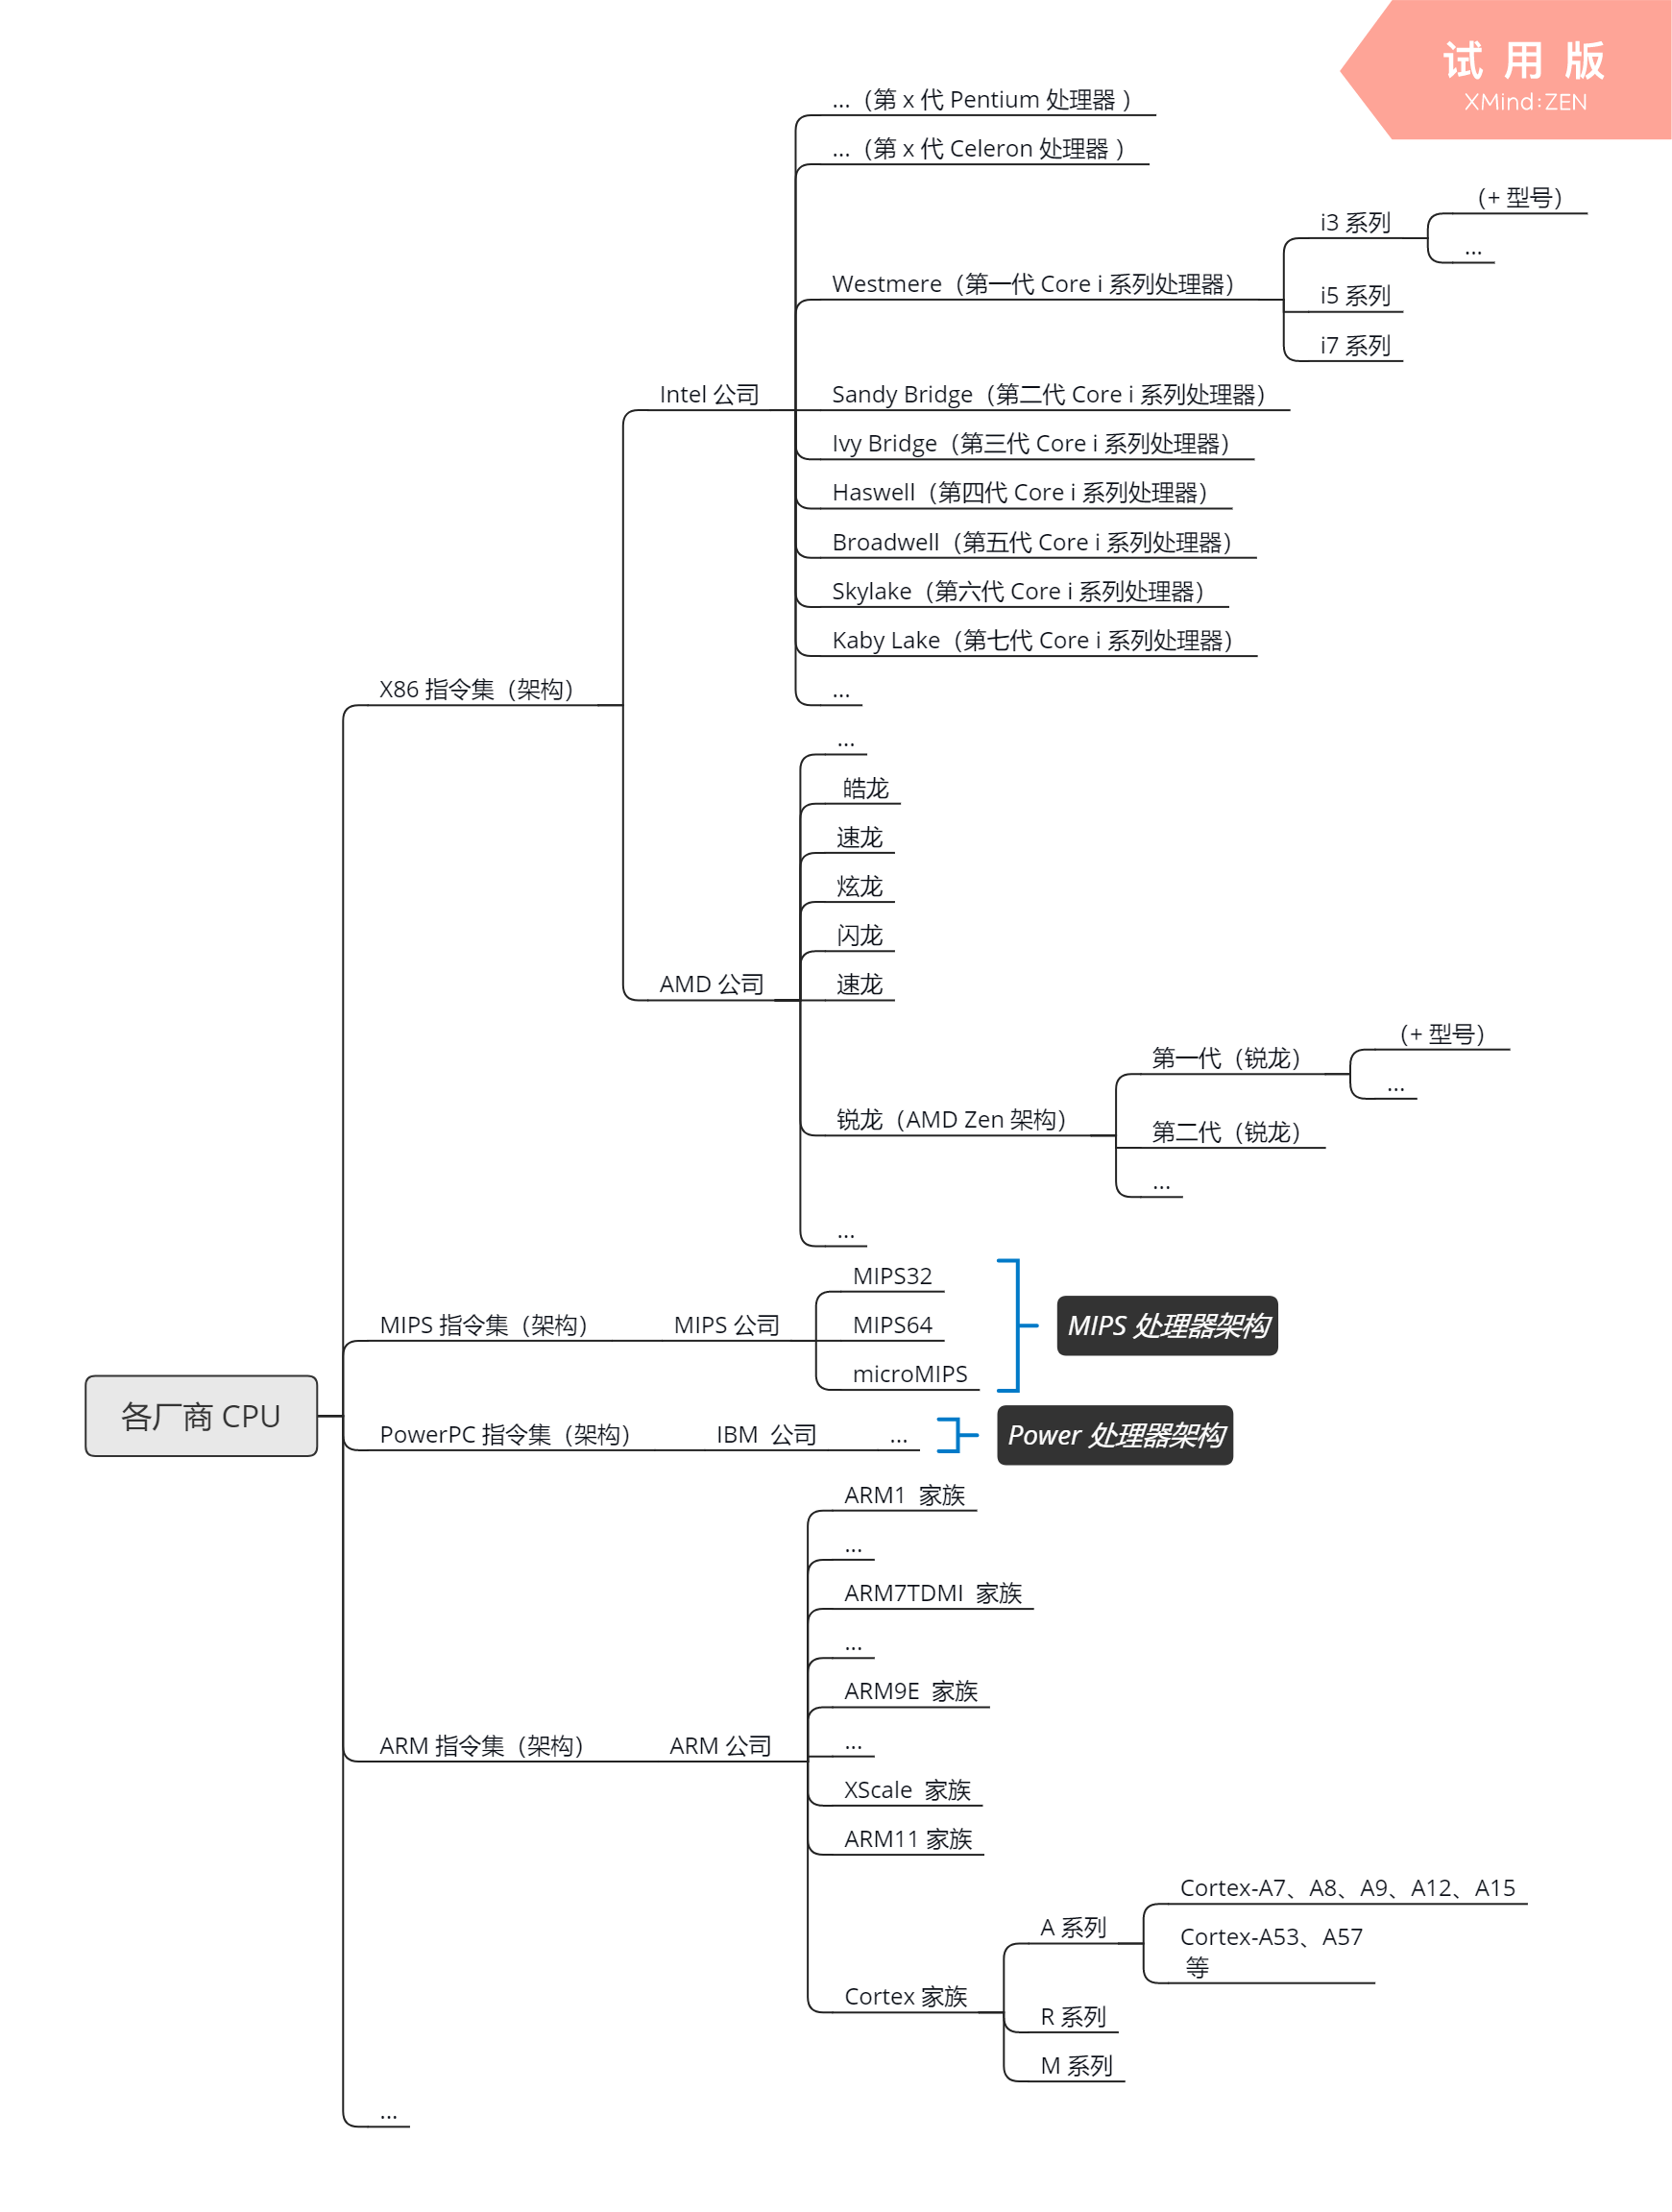 试 用 版
XMind:ZEN
...（第 x 代 Pentium 处理器 ）
...（第 x 代 Celeron 处理器 ）
（+ 型号）
i3 系列
...
Westmere（第一代 Core i 系列处理器）
i5 系列
i7 系列
Intel 公司
Sandy Bridge（第二代 Core i 系列处理器）
Ivy Bridge（第三代 Core i 系列处理器）
Haswell（第四代 Core i 系列处理器）
Broadwell（第五代 Core i 系列处理器）
Skylake（第六代 Core i 系列处理器）
Kaby Lake（第七代 Core i 系列处理器）
X86 指令集（架构）
...
...
皓龙
速龙
炫龙
闪龙
AMD 公司
速龙
（+ 型号）
第一代（锐龙）
...
锐龙（AMD Zen 架构）
第二代（锐龙）
...
...
MIPS32
MIPS 指令集（架构）
MIPS 公司
MIPS64
MIPS 处理器架构
microMIPS
各厂商 CPU
PowerPC 指令集（架构）
IBM 公司
...
Power 处理器架构
ARM1 家族
...
ARM7TDMI 家族
...
ARM9E 家族
ARM 指令集（架构）
ARM 公司
...
XScale 家族
ARM11 家族
Cortex-A7、A8、A9、A12、A15
A 系列
Cortex-A53、A57
等
Cortex 家族
R 系列
M 系列
...